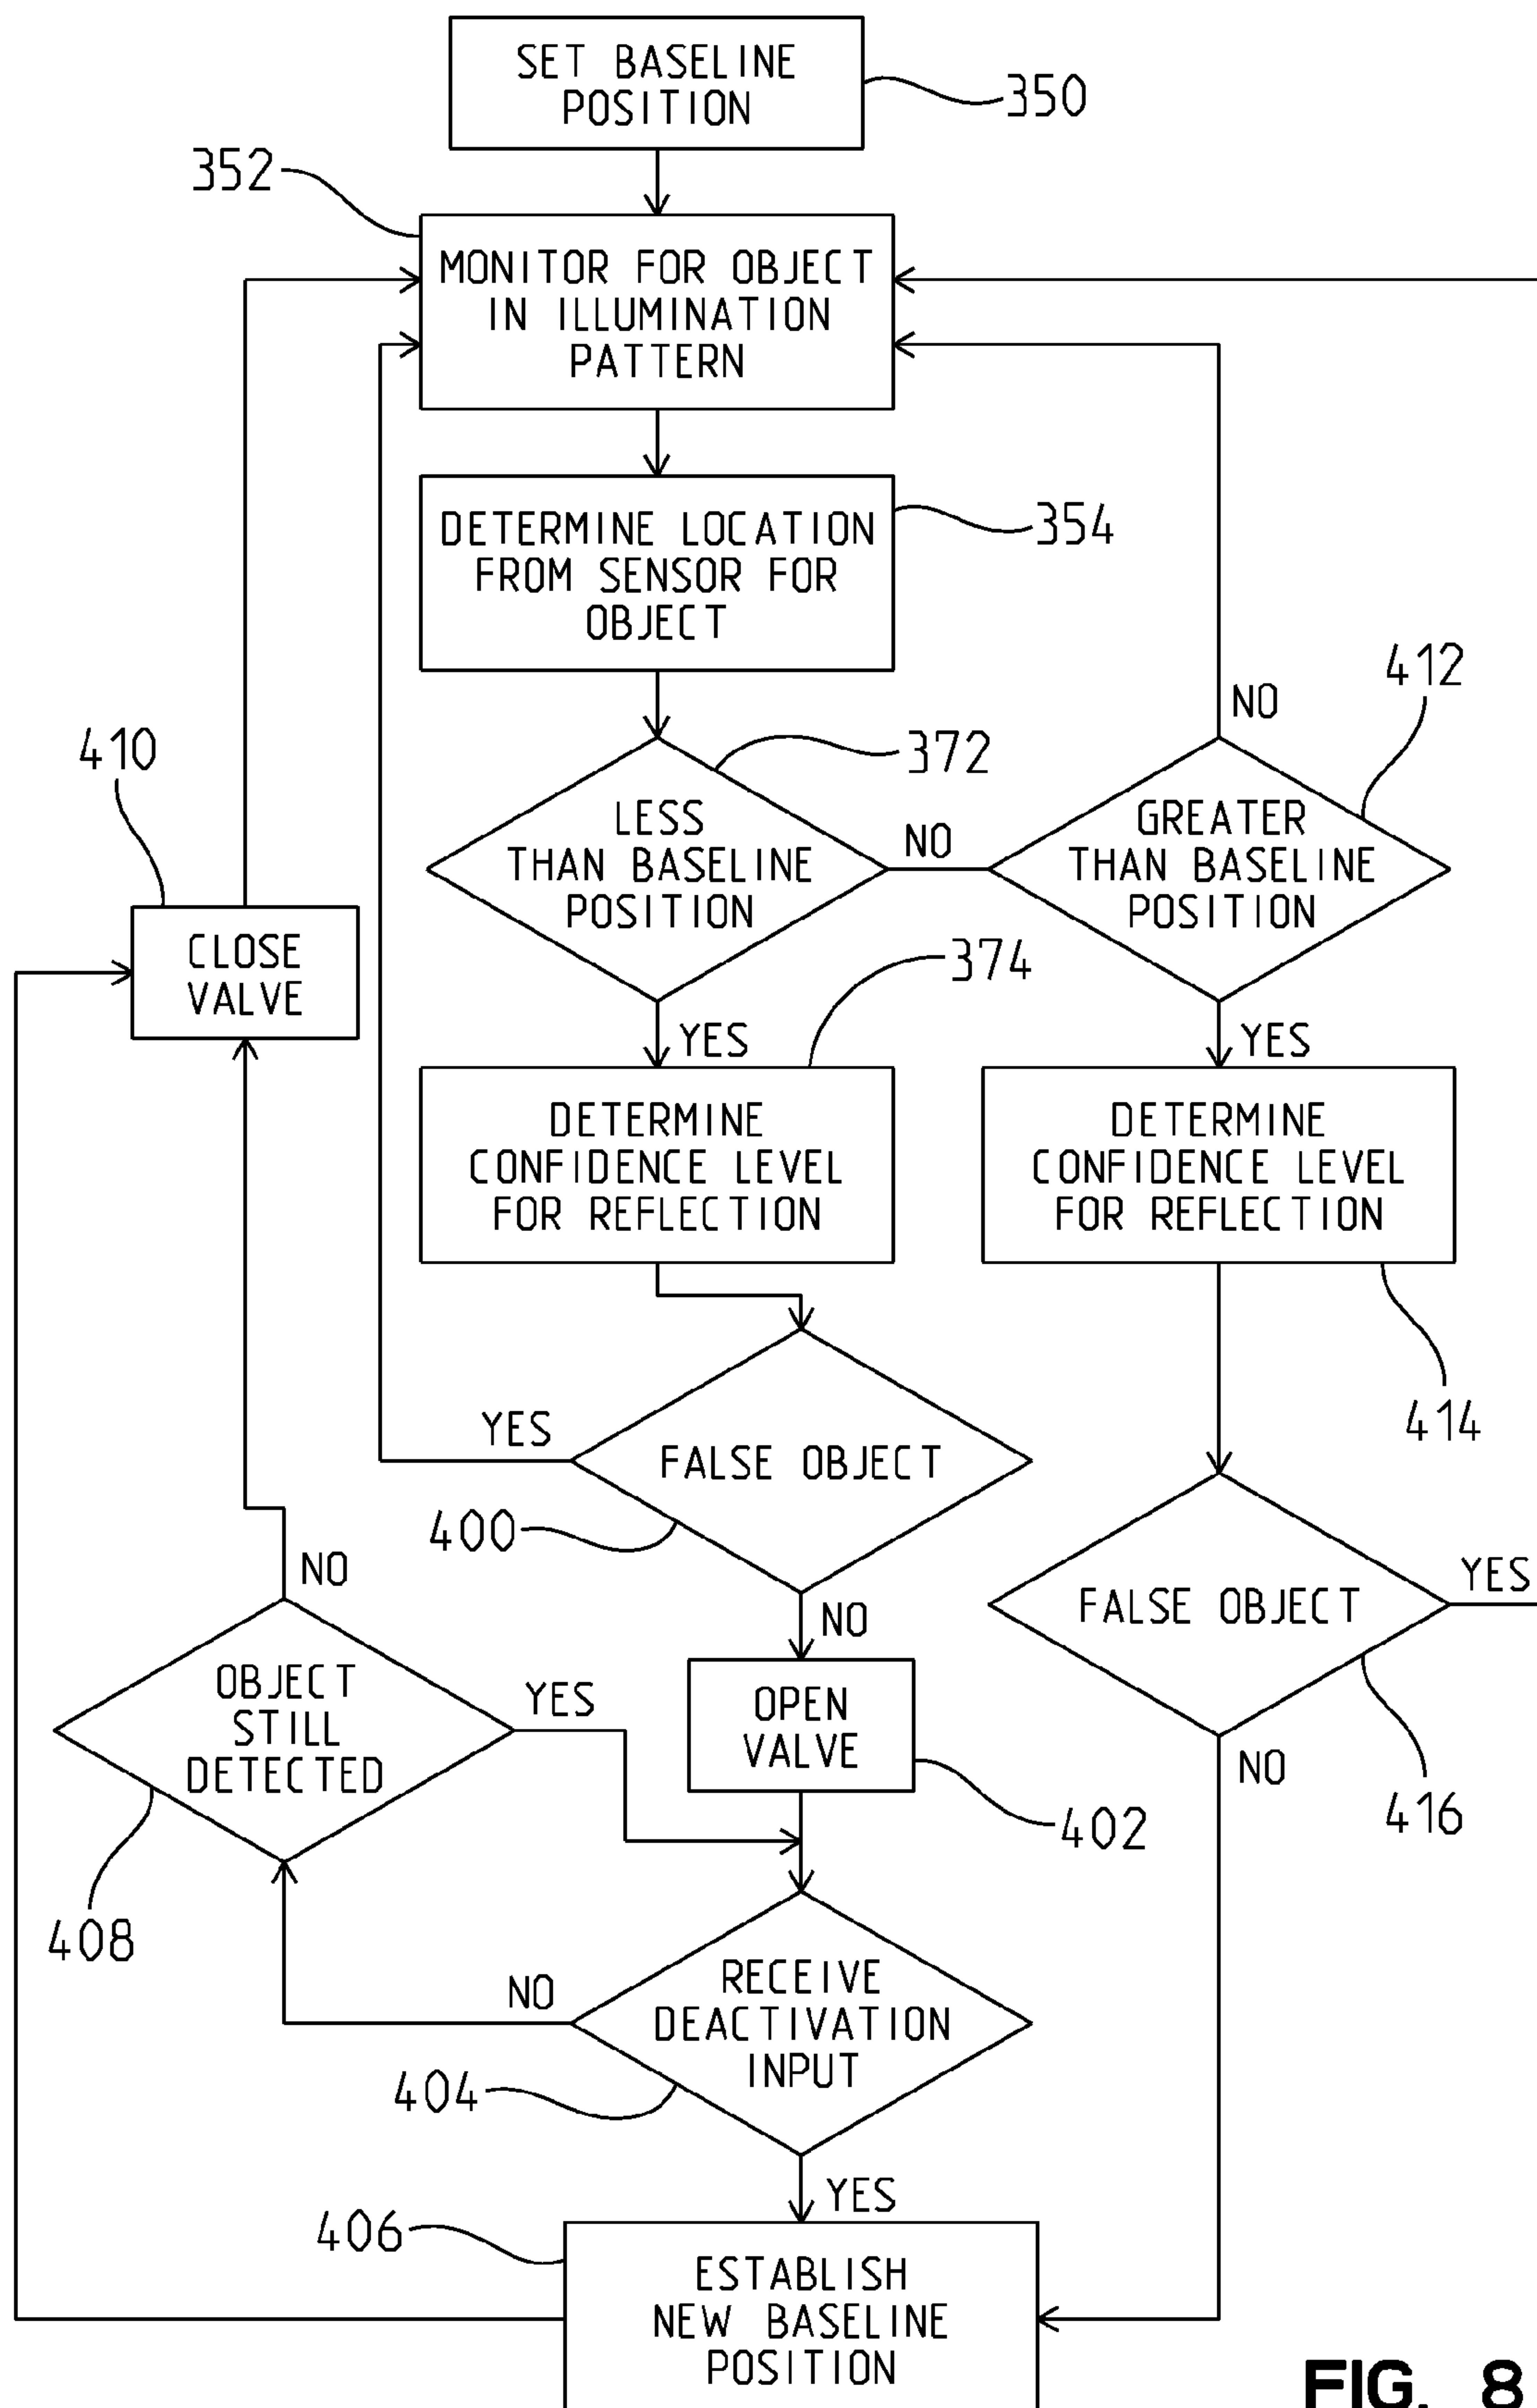 SET BASELINE
POSITION
350
352
MONITOR FOR OBJECT
IN ILLUMINATION
PATTERN
DETERMINE LOCATION
FROM SENSOR FOR
OBJECT
354
412
NO
410
372
LESS
THAN BASELINE
POSITION
NO
GREATER
THAN BASELINE
POSITION
CLOSE
VALVE
374
YES
YES
DETERMINE
CONFIDENCE LEVEL
FOR REFLECTION
DETERMINE
CONFIDENCE LEVEL
FOR REFLECTION
414
YES
FALSE OBJECT
400
NO
NO
FALSE OBJECT
YES
OBJECT
STILL
DETECTED
YES
OPEN
VALVE
NO
416
402
408
NO
RECEIVE
DEACTIVATION
INPUT
404
YES
406
ESTABLISH
NEW BASELINE
POSITION
FIG. 8